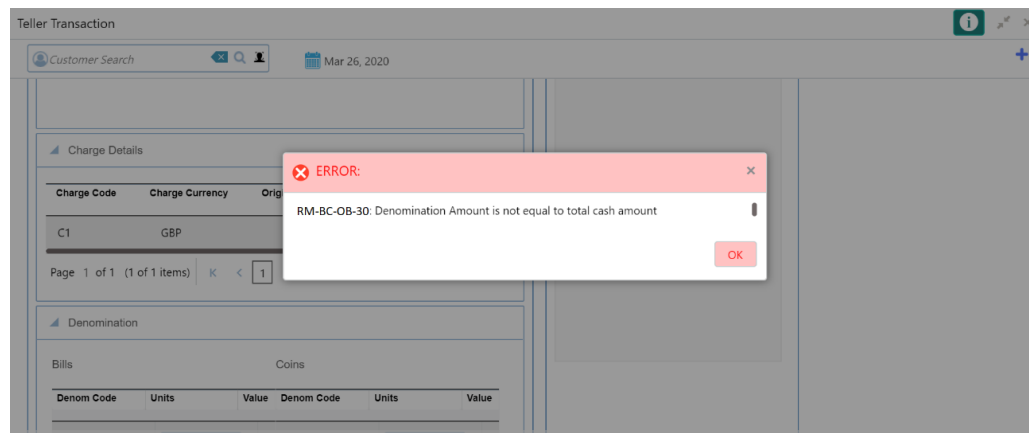 Teller Transaction
Customer Search
Mar 26, 2020
Charge Details
Charge Code Charge Currency Orig
C1 GBP
Page 1 of 1 (1 of 1 items) K < 1
ERROR:
RM-BC-OB-30: Denomination Amount is not equal to total cash amount
OK
Denomination
Bills Coins
Denom Code Units Value Denom Code Units Value